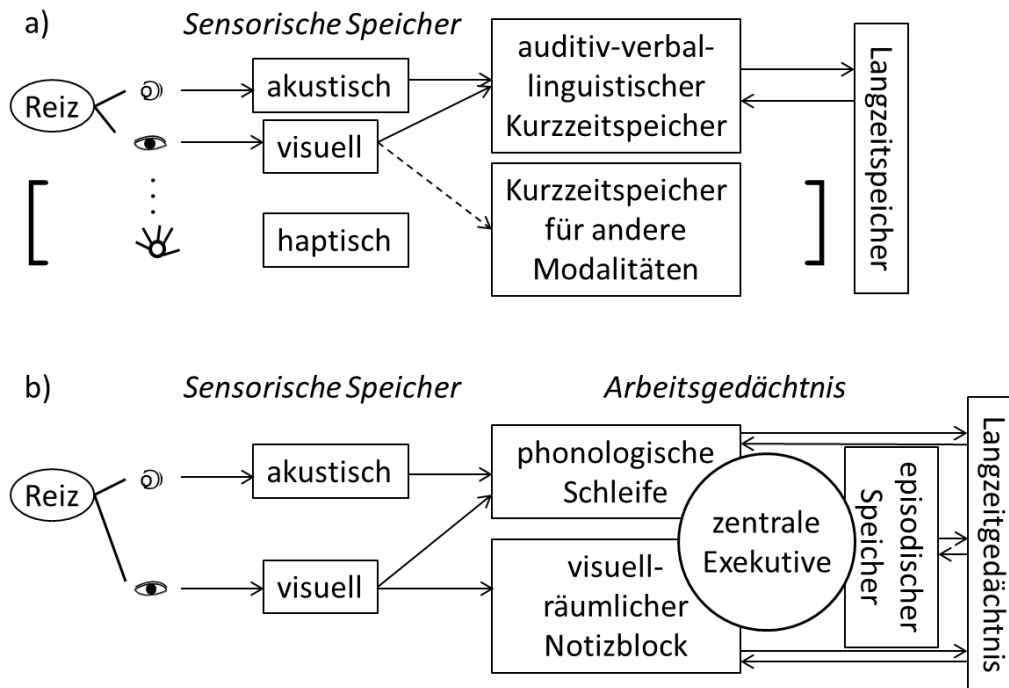 a)
Sensorische Speicher
Reiz
akustisch
visuell
haptisch
auditiv-verbal-
linguistischer
Kurzzeitspeicher
Kurzzeitspeicher
für andere
Modalitäten
Langzeitspeicher
b)
Sensorische Speicher
Arbeitsgedächtnis
Reiz
akustisch
visuell
phonologische
Schleife
visuell-
räumlicher
Notizblock
zentrale
Exekutive
episodischer
Speicher
Langzeitgedächtnis